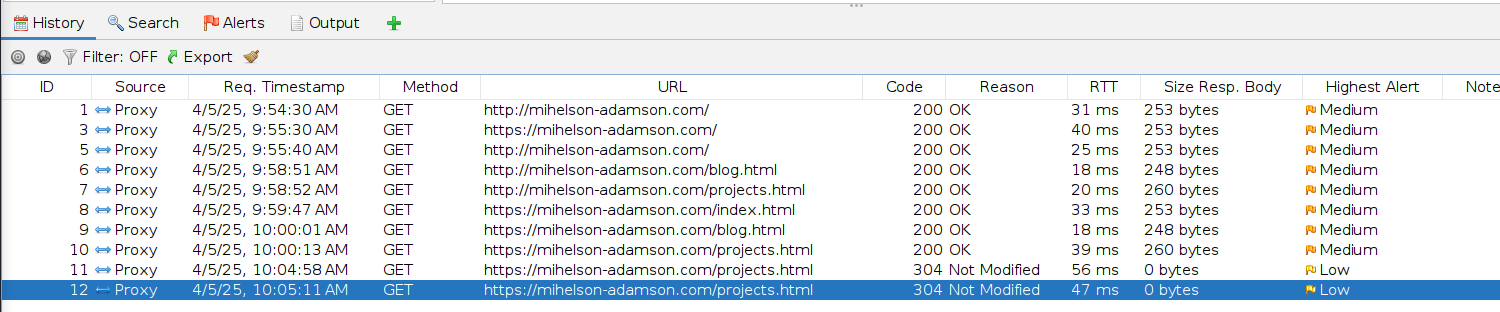 History Search Alerts Output
Filter: OFF Export
ID Source Req. Timestamp Method URL Code Reason RTT Size Resp. Body Highest Alert Note
1 Proxy 4/5/25, 9:54:30 AM GET http://mihelson-adamson.com/ 200 OK 31 ms 253 bytes Medium
3 Proxy 4/5/25, 9:55:30 AM GET https://mihelson-adamson.com/ 200 OK 40 ms 253 bytes Medium
5 Proxy 4/5/25, 9:55:40 AM GET http://mihelson-adamson.com/ 200 OK 25 ms 253 bytes Medium
6 Proxy 4/5/25, 9:58:51 AM GET http://mihelson-adamson.com/blog.html 200 OK 18 ms 248 bytes Medium
7 Proxy 4/5/25, 9:58:52 AM GET http://mihelson-adamson.com/projects.html 200 OK 20 ms 260 bytes Medium
8 Proxy 4/5/25, 9:59:47 AM GET https://mihelson-adamson.com/index.html 200 OK 33 ms 253 bytes Medium
9 Proxy 4/5/25, 10:00:01 AM GET https://mihelson-adamson.com/blog.html 200 OK 18 ms 248 bytes Medium
10 Proxy 4/5/25, 10:00:13 AM GET https://mihelson-adamson.com/projects.html 200 OK 39 ms 260 bytes Medium
11 Proxy 4/5/25, 10:04:58 AM GET https://mihelson-adamson.com/projects.html 304 Not Modified 56 ms 0 bytes Low
12 Proxy 4/5/25, 10:05:11 AM GET https://mihelson-adamson.com/projects.html 304 Not Modified 47 ms 0 bytes Low